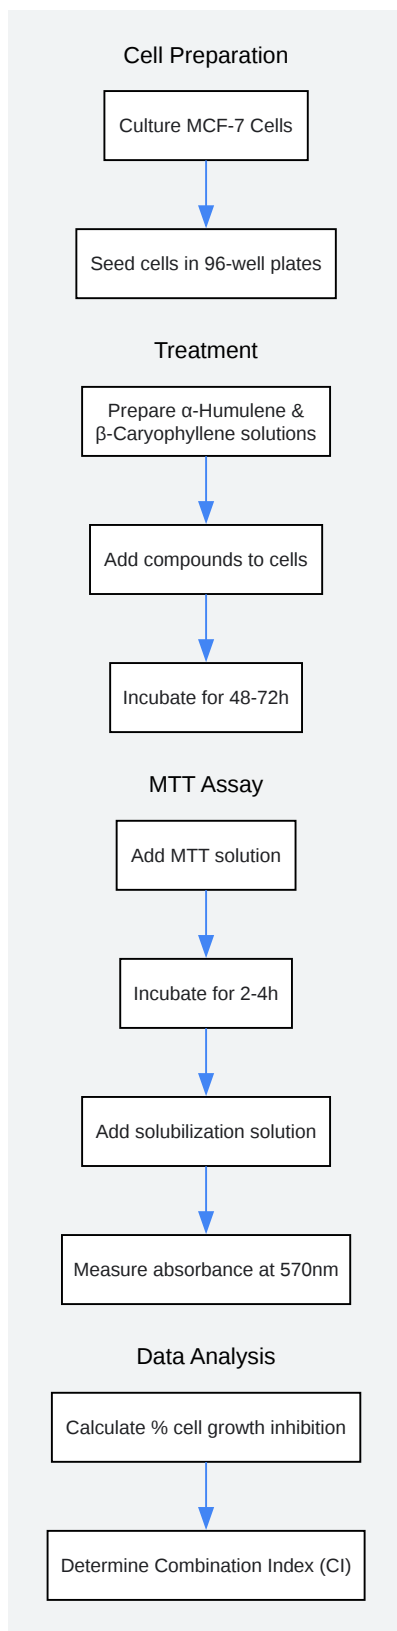 Cell Preparation
Culture MCF-7 Cells
Seed cells in 96-well plates
Treatment
Prepare α-Humulene &
β-Caryophyllene solutions
Add compounds to cells
Incubate for 48-72h
MTT Assay
Add MTT solution
Incubate for 2-4h
Add solubilization solution
Measure absorbance at 570nm
Data Analysis
Calculate % cell growth inhibition
Determine Combination Index (CI)